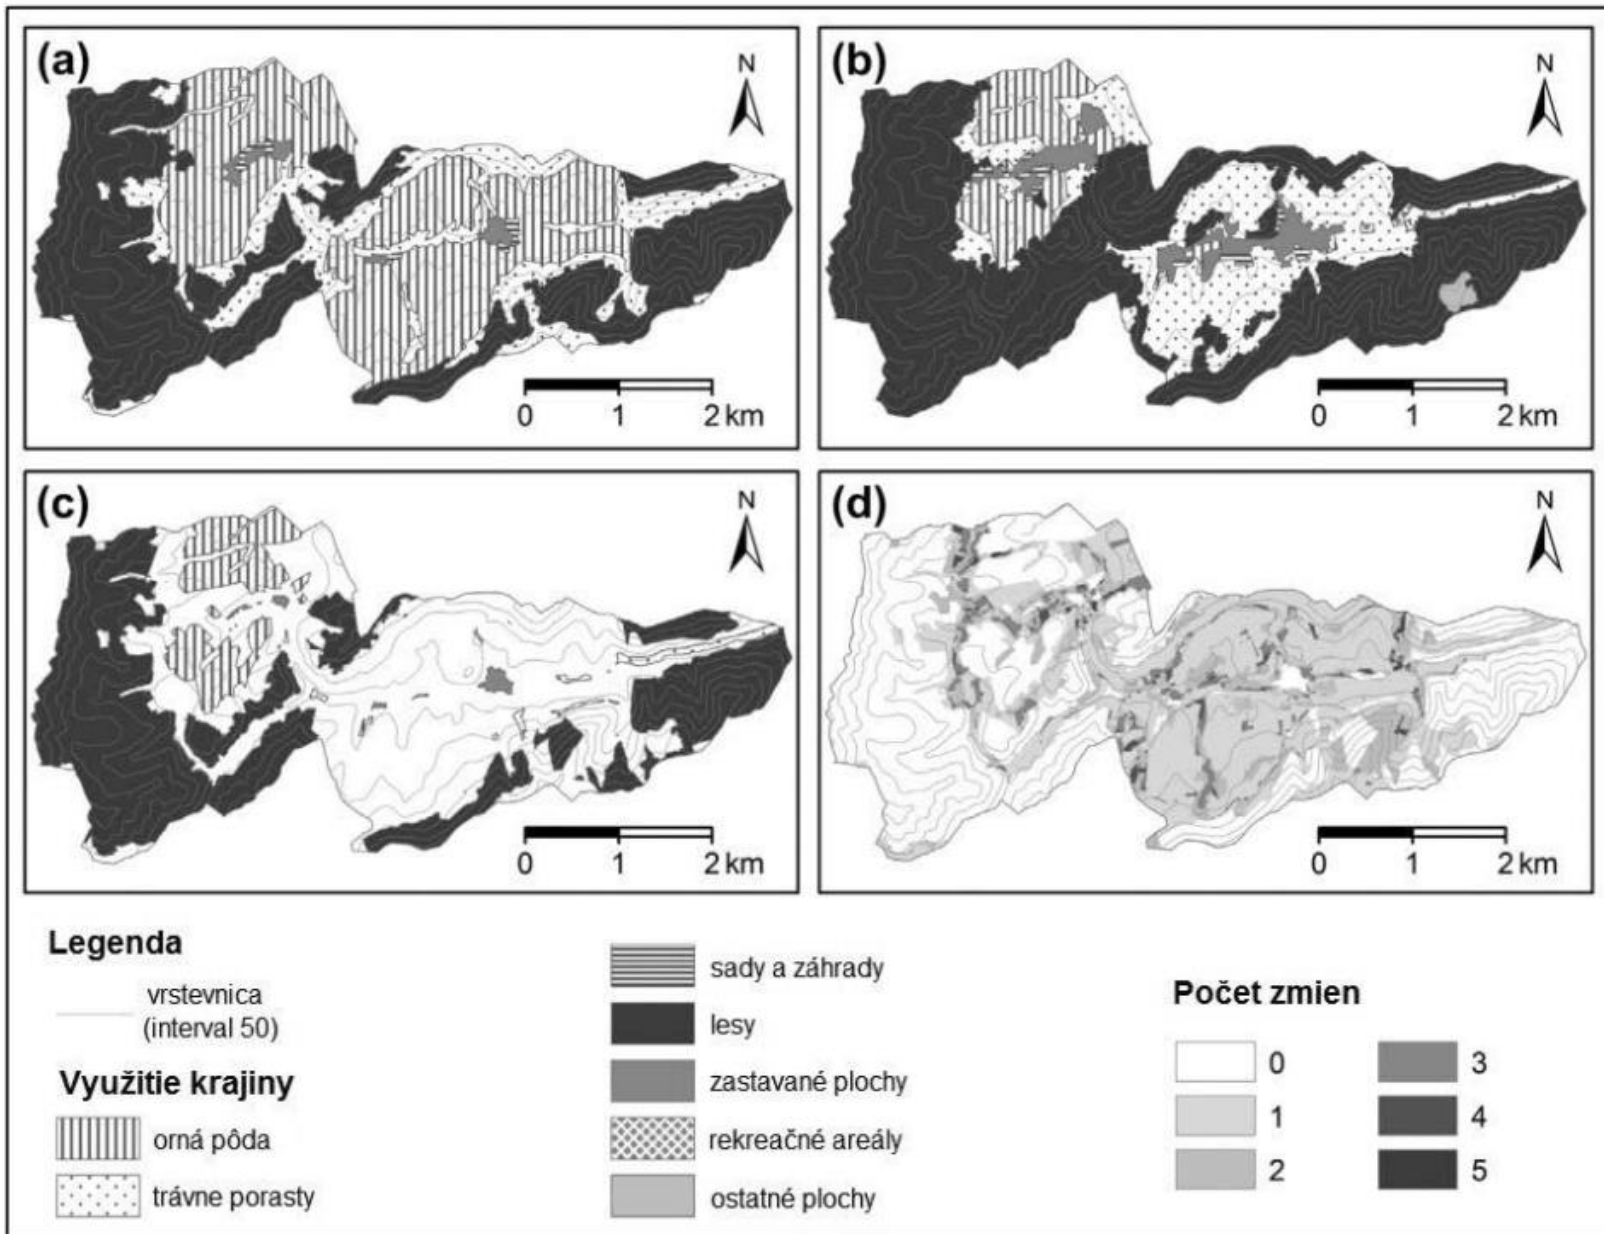 (a)
N
0 1 2 km
(b)
N
0 1 2 km
(c)
N
0 1 2 km
(d)
N
0 1 2 km
Legenda
vrstevnica
(interval 50)
Využitie krajiny
orná pôda
trávne porasty
sady a záhrady
lesy
zastavané plochy
rekreačné areály
ostatné plochy
Počet zmien
0
1
2
3
4
5